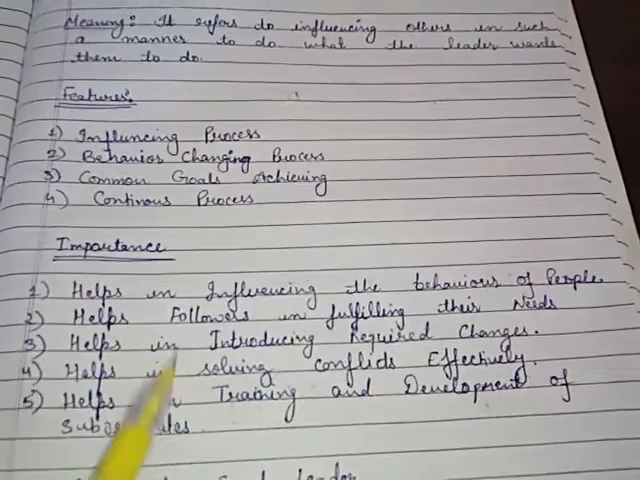 Meaning: It refers to influencing others in such
a manner to do what the leader wants
them to do.
Features:
1) Influncing Process
2) Behavior Changing Process
3) Common Goals Achieving
4) Continous Process
Importance
1) Helps in Influencing the behaviour of People.
2) Helps Followers in fulfilling their Needs
3) Helps in Introducing Required Changes.
4) Helps in solving conflicts Effectively.
5) Helps in Training and Development of